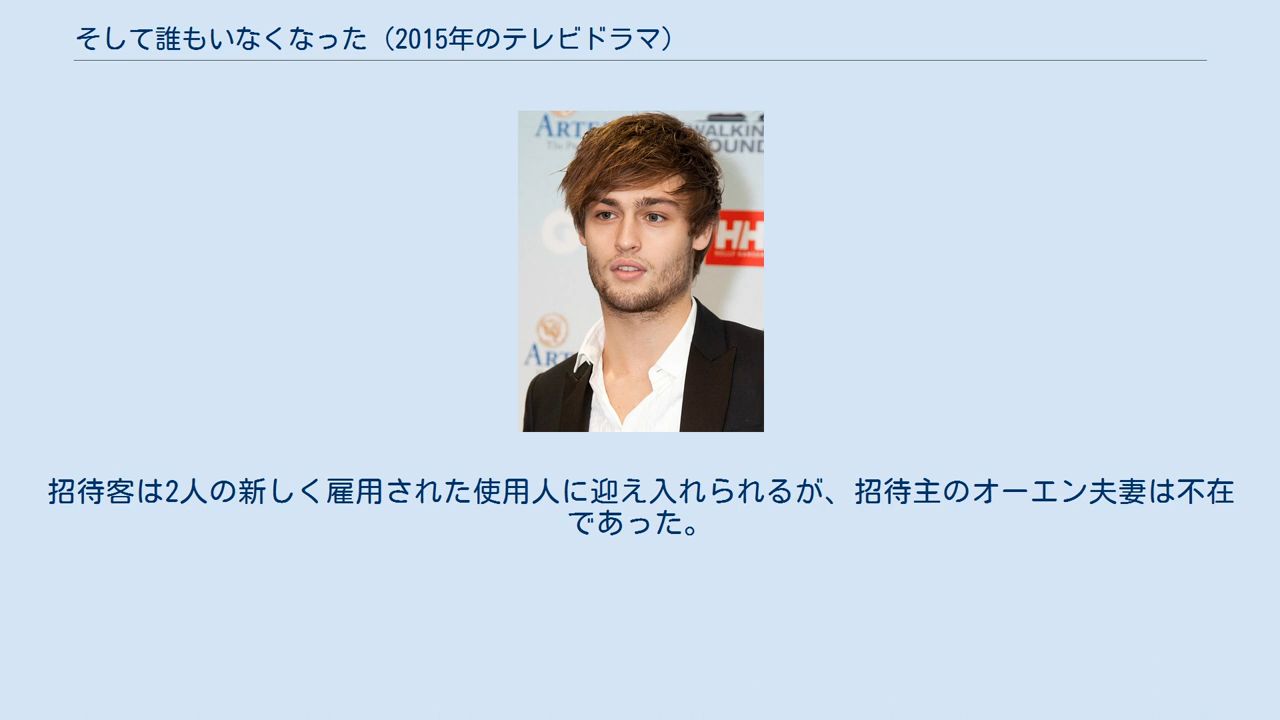 そして誰もいなくなった（2015年のテレビドラマ）
WALKIN
OUND
HH
招待客は2人の新しく雇用された使用人に迎え入れられるが、招待主のオーエン夫妻は不在
であった。